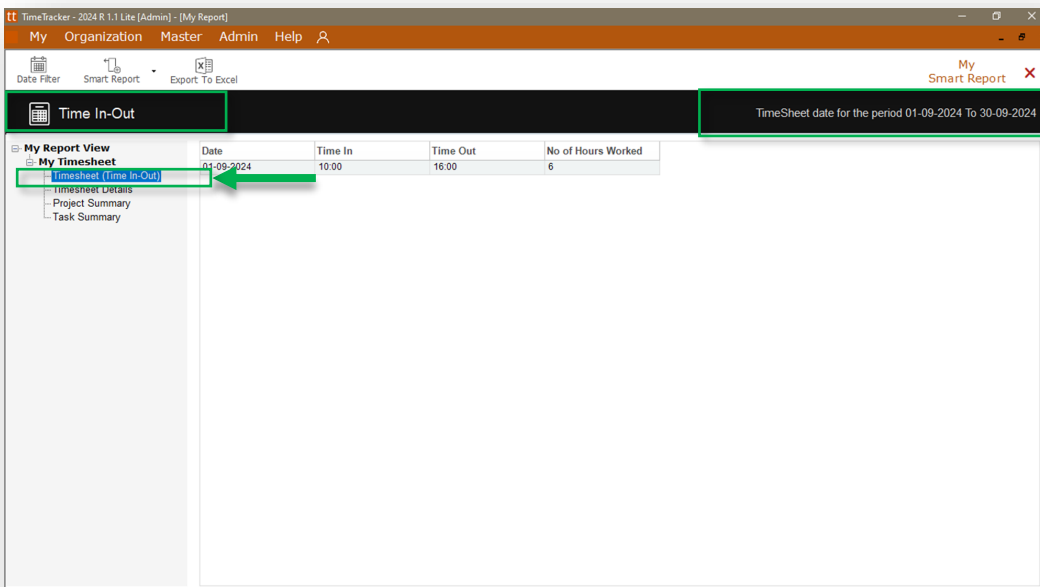 tt TimeTracker - 2024 R 1.1 Lite [Admin] - [My Report]
My Organization Master Admin Help
Date Filter Smart Report Export To Excel
My
Smart Report
Time In-Out
TimeSheet date for the period 01-09-2024 To 30-09-2024
My Report View
My Timesheet
Timesheet (Time In-Out)
Timesheet Details
Project Summary
Task Summary
Date Time In Time Out No of Hours Worked
01-09-2024 10:00 16:00 6